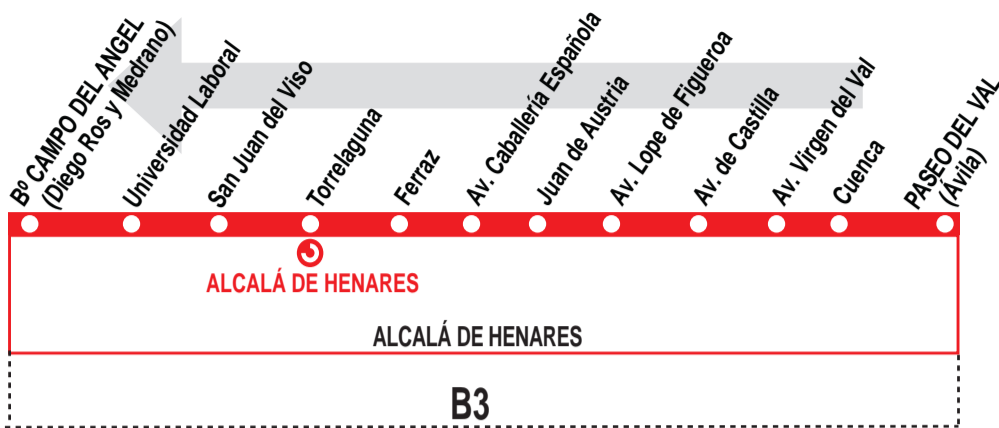 Bº CAMPO DEL ANGEL
(Diego Ros y Medrano)
Universidad Laboral
San Juan del Viso
Torrelaguna
Ferraz
Av. Caballería Española
Juan de Austria
Av. Lope de Figueroa
Av. de Castilla
Av. Virgen del Val
Cuenca
PASEO DEL VAL
(Ávila)
ALCALÁ DE HENARES
ALCALÁ DE HENARES
B3